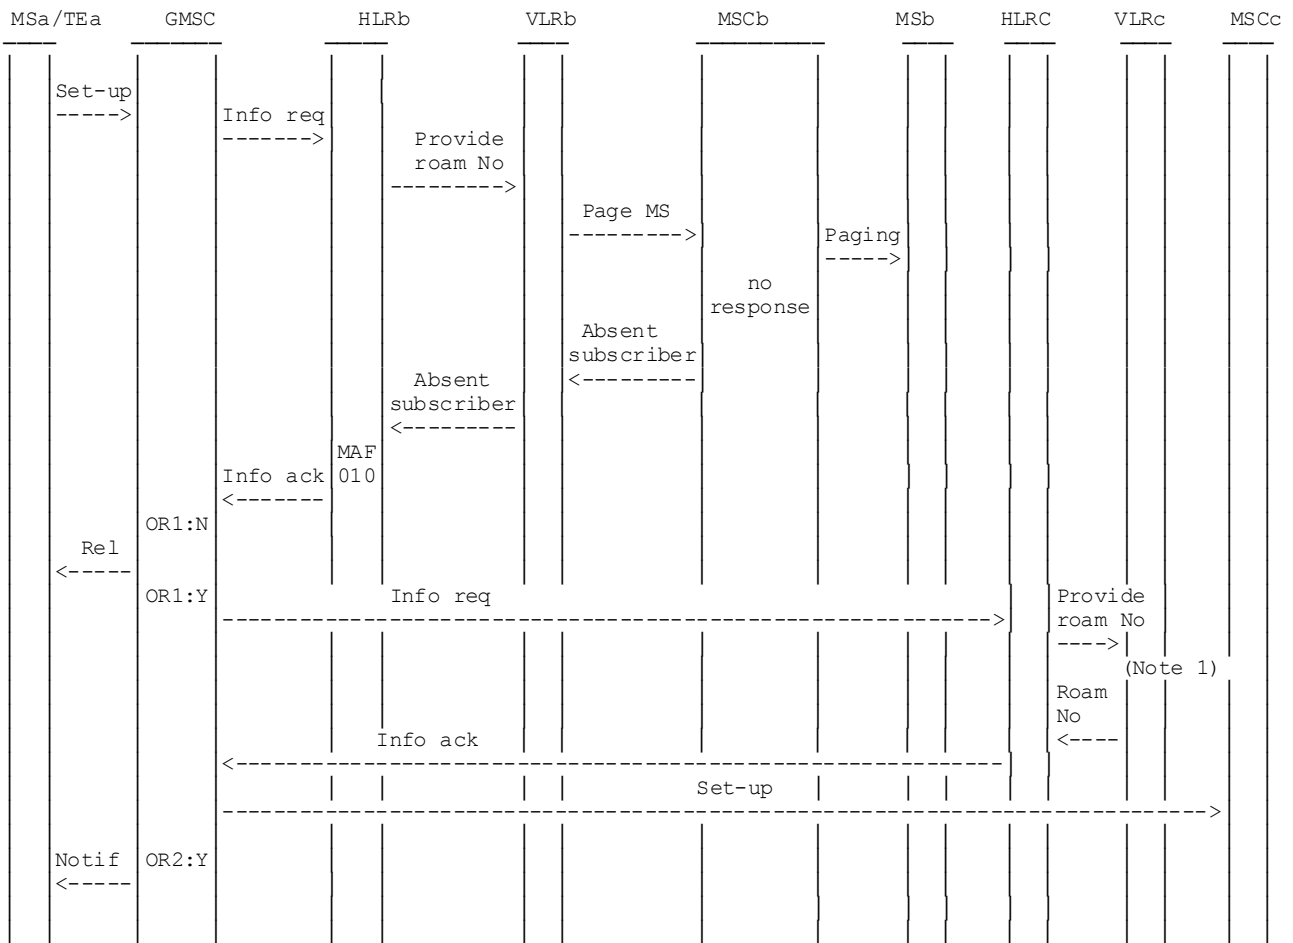 MSa/TEa GMSC HLRb VLRb MSCb MSb HLRC VLRc MSCc
Set-up
----->
Info req
------->
Provide
roam No
--------->
Page MS
--------->
Paging
----->
no
response
Absent
subscriber
<---------
Absent
subscriber
<---------
MAF
Info ack 010
<-------
OR1:N
Rel
<-----
OR1:Y Info req Provide
------------------------------------------------------------> roam No
---->
(Note 1)
Roam
No
Info ack <----
<------------------------------------------------------------
Set-up
----------------------------------------------------------------------------->
Notif OR2:Y
<-----